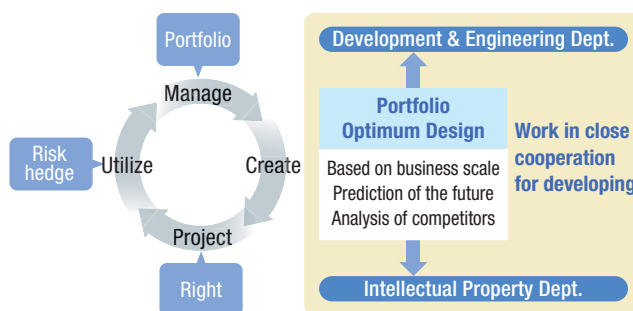 Portfolio
Manage
Risk
hedge
Utilize
Create
Project
Right
Development & Engineering Dept.
Portfolio
Optimum Design
Based on business scale
Prediction of the future
Analysis of competitors
Work in close
cooperation
for developing
Intellectual Property Dept.